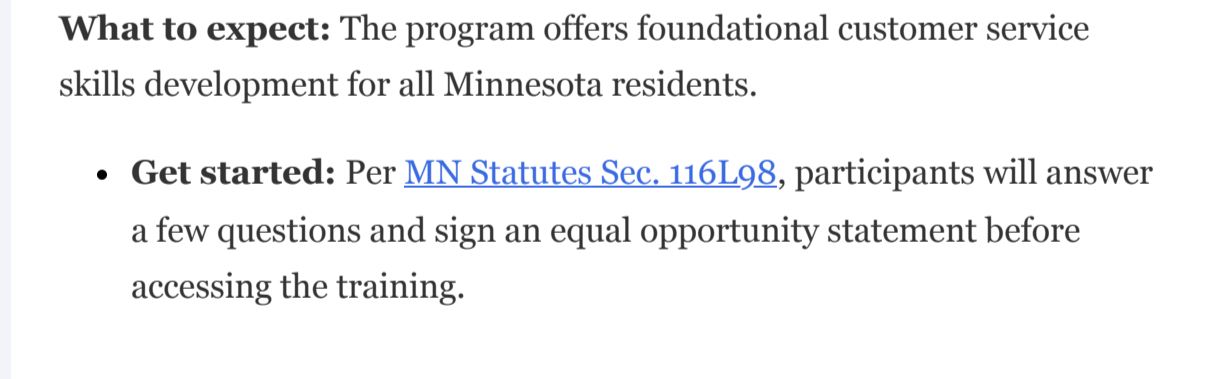 What to expect: The program offers foundational customer service
skills development for all Minnesota residents.
• Get started: Per MN Statutes Sec. 116L98, participants will answer
a few questions and sign an equal opportunity statement before
accessing the training.